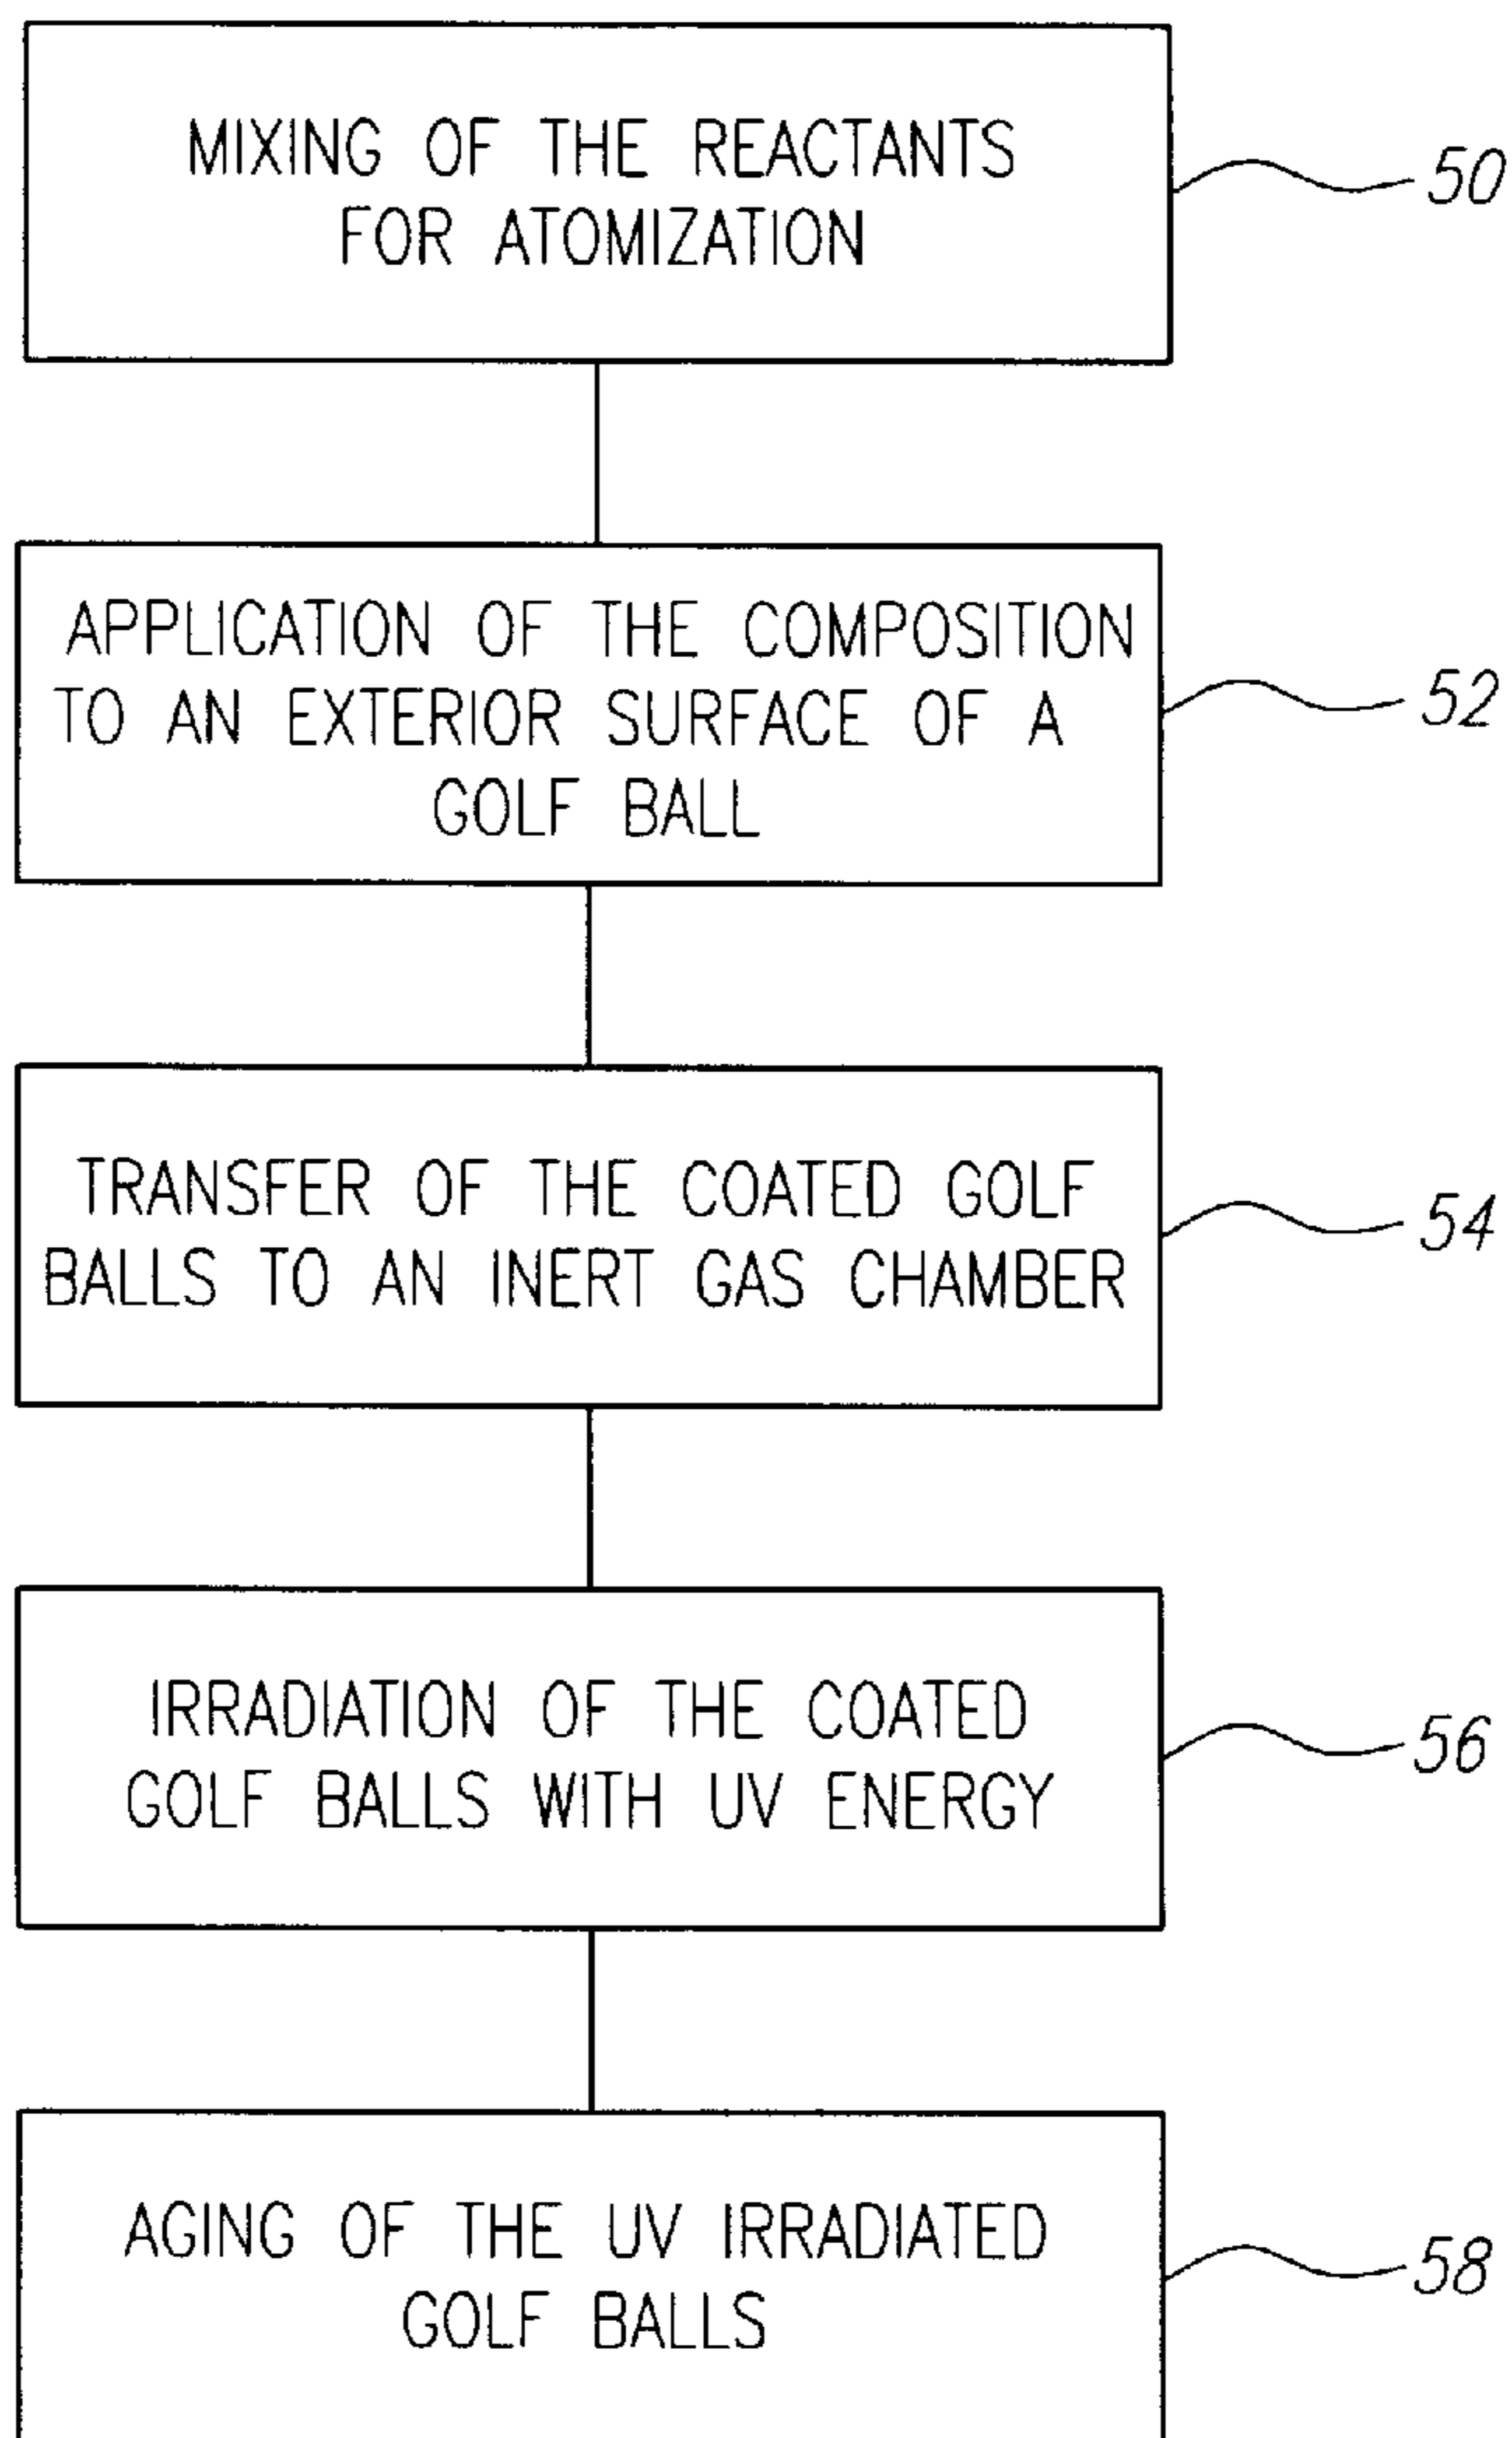 MIXING OF THE REACTANTS
FOR ATOMIZATION
50
APPLICATION OF THE COMPOSITION
TO AN EXTERIOR SURFACE OF A
GOLF BALL
52
TRANSFER OF THE COATED GOLF
BALLS TO AN INERT GAS CHAMBER
54
IRRADIATION OF THE COATED
GOLF BALLS WITH UV ENERGY
56
AGING OF THE UV IRRADIATED
GOLF BALLS
58